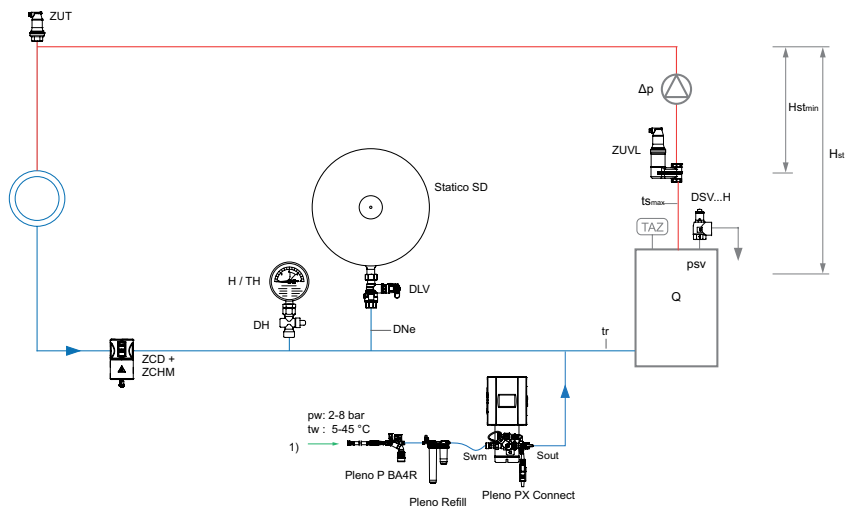 ZUT
Δp
Hstmin
ZUVL
Hst
Statico SD
tsmax
DSV...H
TAZ
psv
H / TH
DLV
Q
DH
DNe
tr
ZCD +
ZCHM
pw: 2-8 bar
tw : 5-45 °C
1)
Swm
Sout
Pleno P BA4R
Pleno Refill
Pleno PX Connect